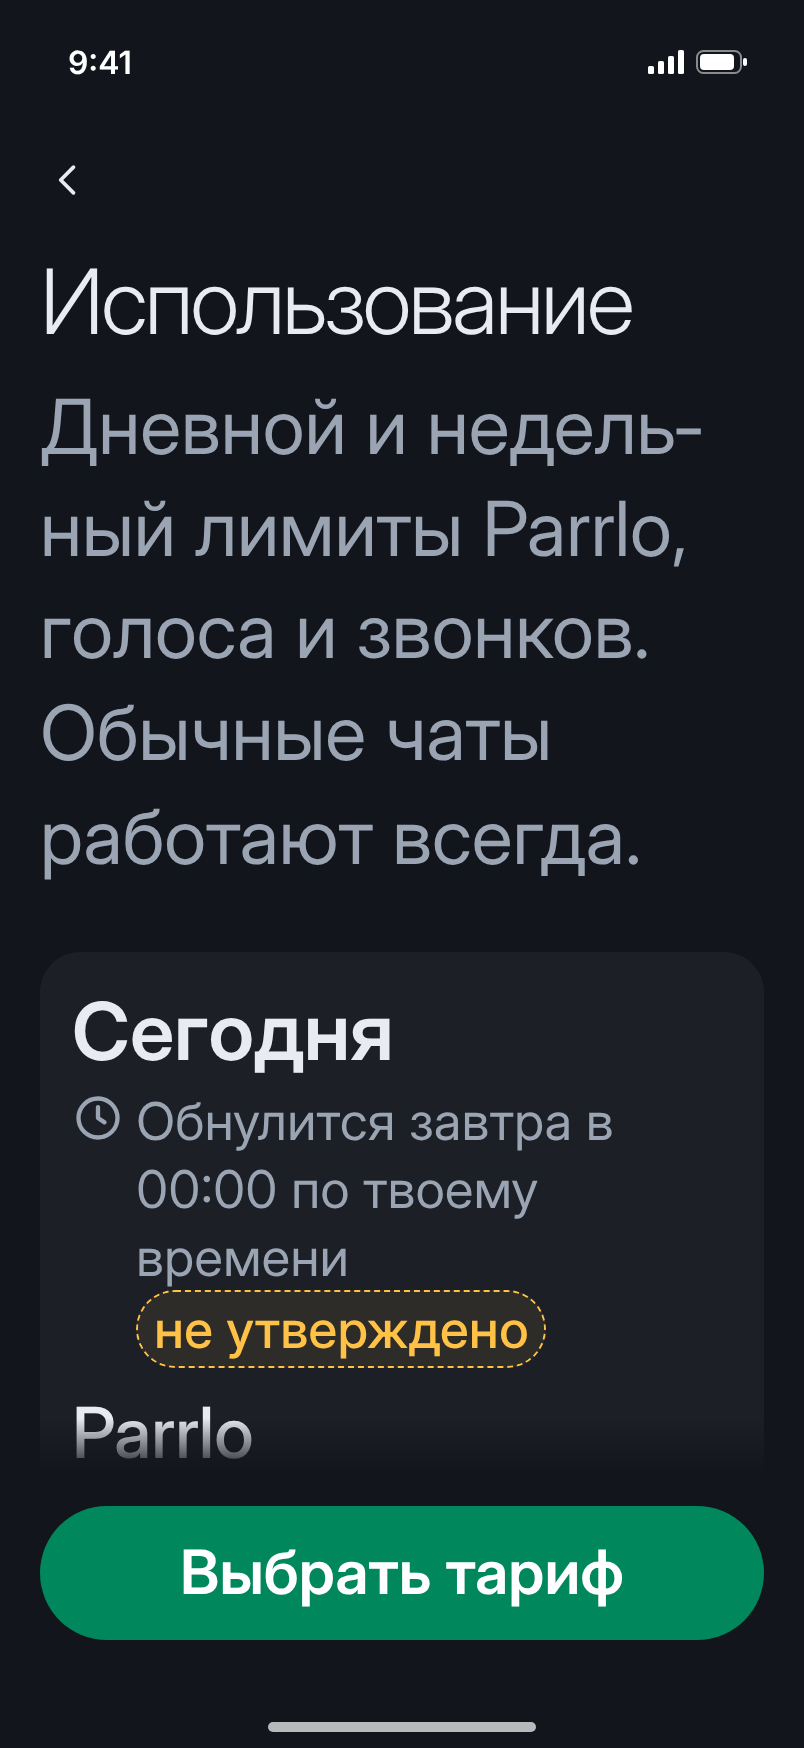 9:41
Использование
Дневной и недель-
ный лимиты Parrlo,
голоса и звонков.
Обычные чаты
работают всегда.
Сегодня
Обнулится завтра в
00:00 по твоему
времени
не утверждено
Parrlo
Выбрать тариф